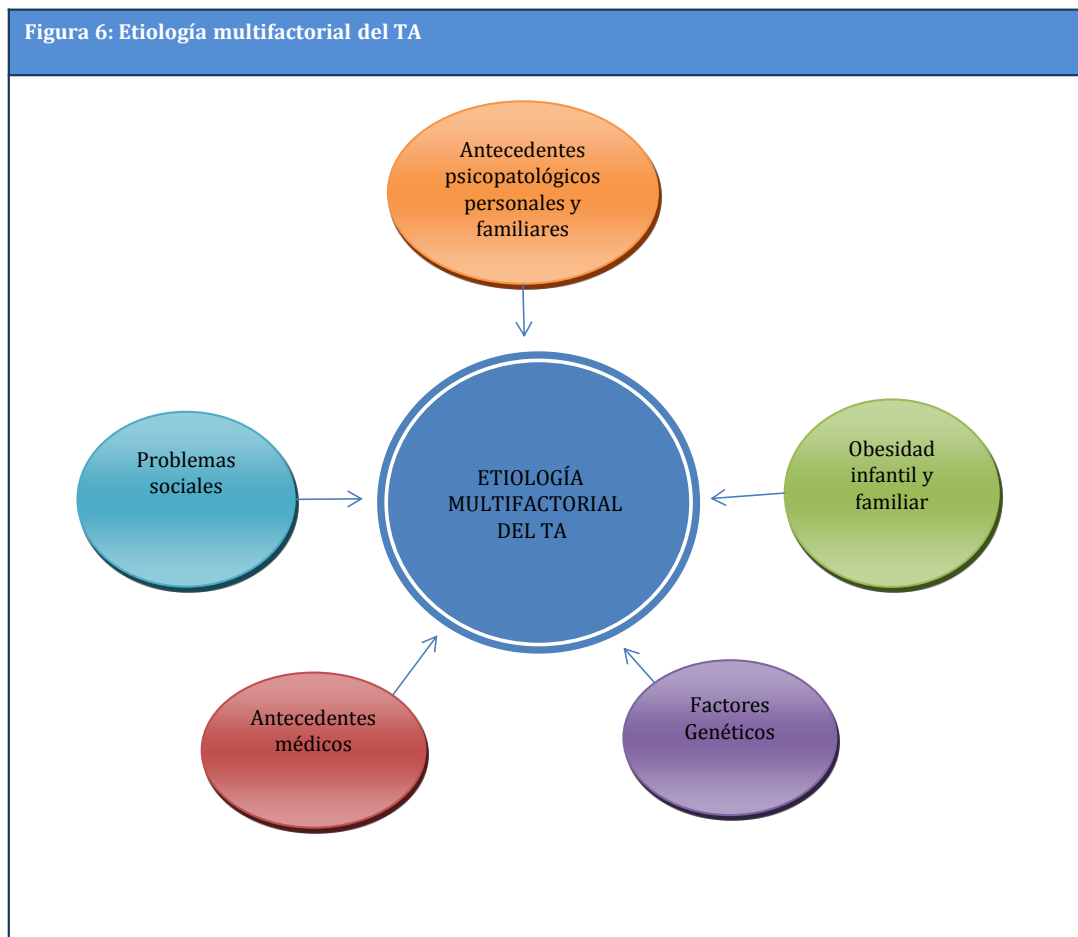 Figura 6: Etiología multifactorial del TA
Antecedentes
psicopatológicos
personales y
familiares
Problemas
sociales
ETIOLOGÍA
MULTIFACTORIAL
DEL TA
Obesidad
infantil y
familiar
Antecedentes
médicos
Factores
Genéticos